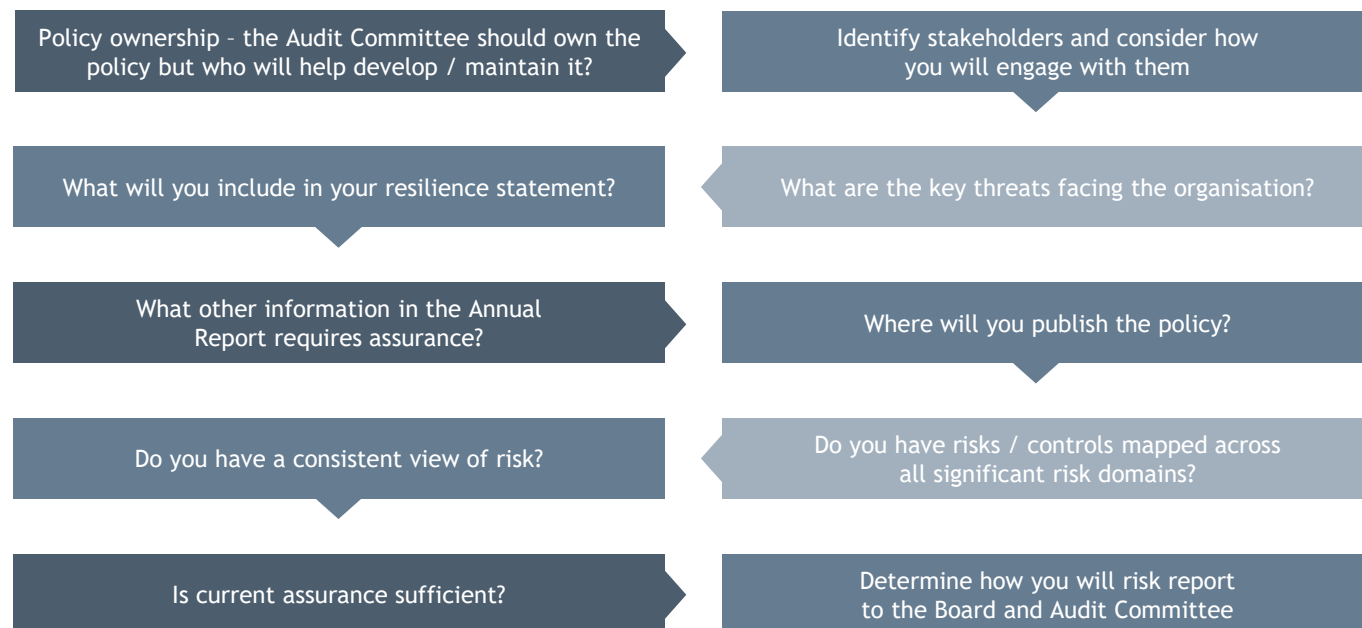 Policy ownership – the Audit Committee should own the
policy but who will help develop / maintain it?
Identify stakeholders and consider how
you will engage with them
What are the key threats facing the organisation?
What will you include in your resilience statement?
What other information in the Annual
Report requires assurance?
Where will you publish the policy?
Do you have risks / controls mapped across
all significant risk domains?
Do you have a consistent view of risk?
Is current assurance sufficient?
Determine how you will risk report
to the Board and Audit Committee